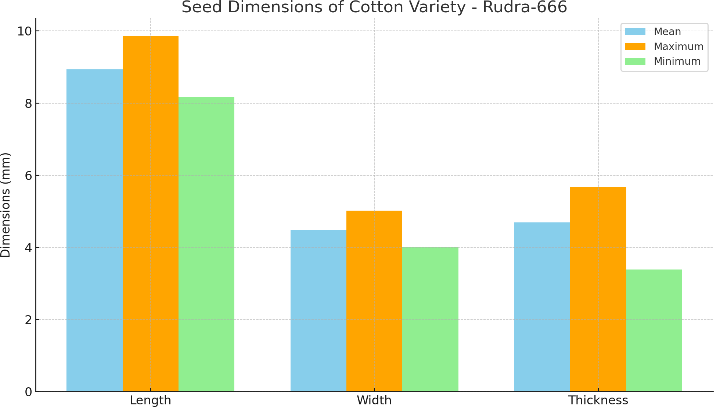 Seed Dimensions of Cotton Variety - Rudra-666
Mean
Maximum
Minimum
Dimensions (mm)
10
8
6
4
2
0
Length
Width
Thickness